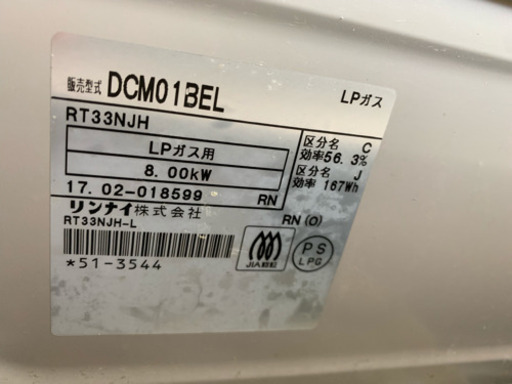 販売型式 DCM01BEL
LPガス
RT33NJH
LPガス用
8.00kW
17.02-018599 RN
リンナイ株式会社
RT33NJH-L
*51-3544
区分名 C
効率56.3%
区分名 J
効率 167Wh
RN(O)
JIA
PS
LPG